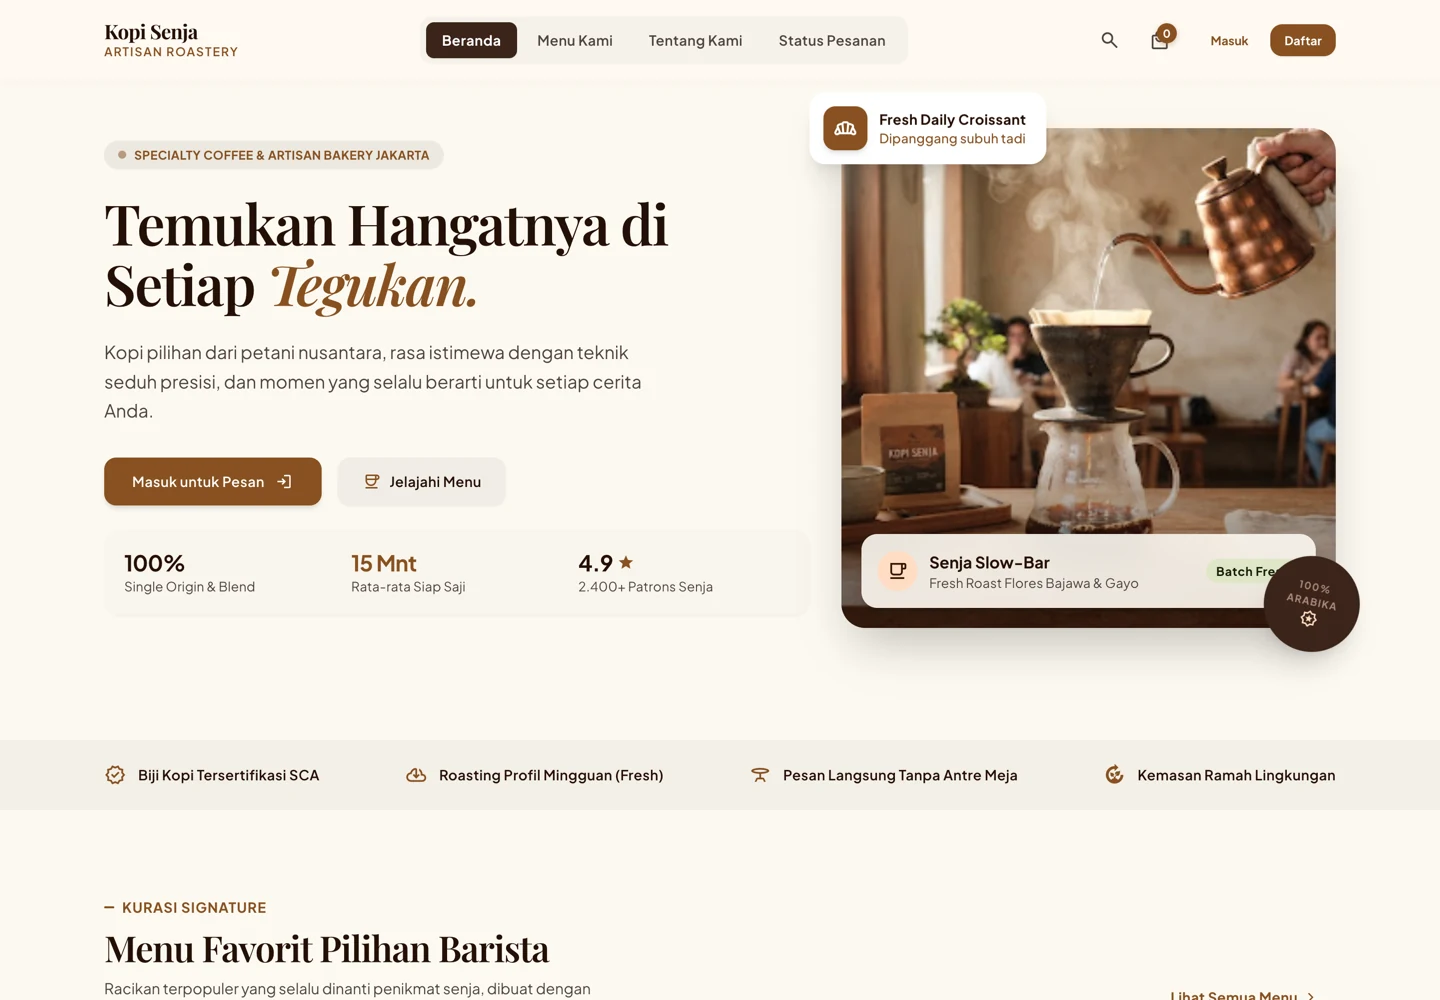 Kopi Senja
ARTISAN ROASTERY
Beranda
Menu Kami
Tentang Kami
Status Pesanan
0
Masuk
Daftar
SPECIALTY COFFEE & ARTISAN BAKERY JAKARTA
Temukan Hangatnya di
Setiap Tegukan.
Kopi pilihan dari petani nusantara, rasa istimewa dengan teknik
seduh presisi, dan momen yang selalu berarti untuk setiap cerita
Anda.
Masuk untuk Pesan
Jelajahi Menu
100%
Single Origin & Blend
15 Mnt
Rata-rata Siap Saji
4.9 ★
2.400+ Patrons Senja
Fresh Daily Croissant
Dipanggang subuh tadi
KOPI SENJA
Senja Slow-Bar
Fresh Roast Flores Bajawa & Gayo
Batch
100%
ARABIKA
Biji Kopi Tersertifikasi SCA
Roasting Profil Mingguan (Fresh)
Pesan Langsung Tanpa Antre Meja
Kemasan Ramah Lingkungan
KURASI SIGNATURE
Menu Favorit Pilihan Barista
Racikan terpopuler yang selalu dinanti penikmat senja, dibuat dengan
Lihat Semua Menu